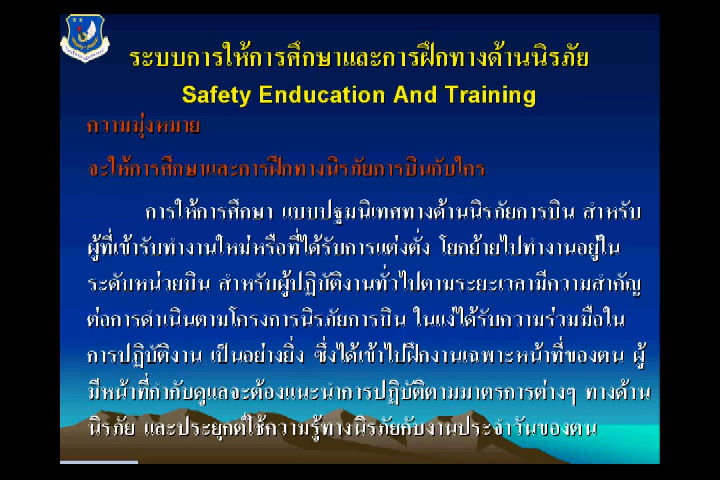 ระบบการให้การศึกษาและการฝึกทางด้านนิรภัย
Safety Enducation And Training
ความมุ่งหมาย
จะให้การศึกษาและการฝึกทางนิรภัยการบินกับใคร
การให้การศึกษา แบบปฐมนิเทศทางด้านนิรภัยการบิน สำหรับ
ผู้ที่เข้ารับทำงานใหม่หรือที่ได้รับการแต่งตั้ง โยกย้ายไปทำงานอยู่ใน
ระดับหน่วยบิน สำหรับผู้ปฏิบัติงานทั่วไปตามระยะเวลามีความสำคัญ
ต่อการดำเนินตามโครงการนิรภัยการบิน ในแง่ได้รับความร่วมมือใน
การปฏิบัติงาน เป็นอย่างยิ่ง ซึ่งได้เข้าไปฝึกงานเฉพาะหน้าที่ของตน ผู้
มีหน้าที่กำกับดูแลจะต้องแนะนำการปฏิบัติตามมาตรการต่างๆ ทางด้าน
นิรภัย และประยุกต์ใช้ความรู้ทางนิรภัยกับงานประจำวันของตน